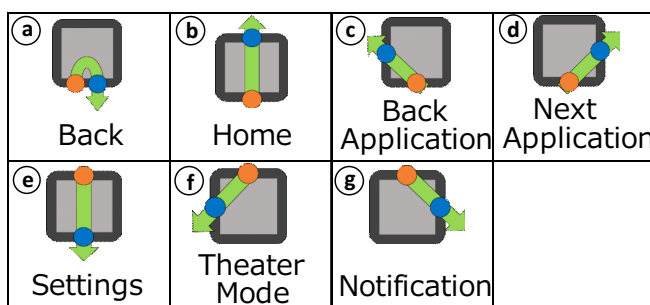 a
Back
b
Home
c
Back
Application
d
Next
Application
e
Settings
f
Theater
Mode
g
Notification